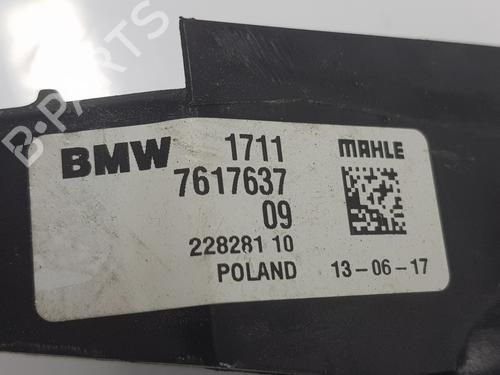 BMW 1711 MAHLE
7617637
09
228281 10
POLAND 13-06-17
B-PARTS